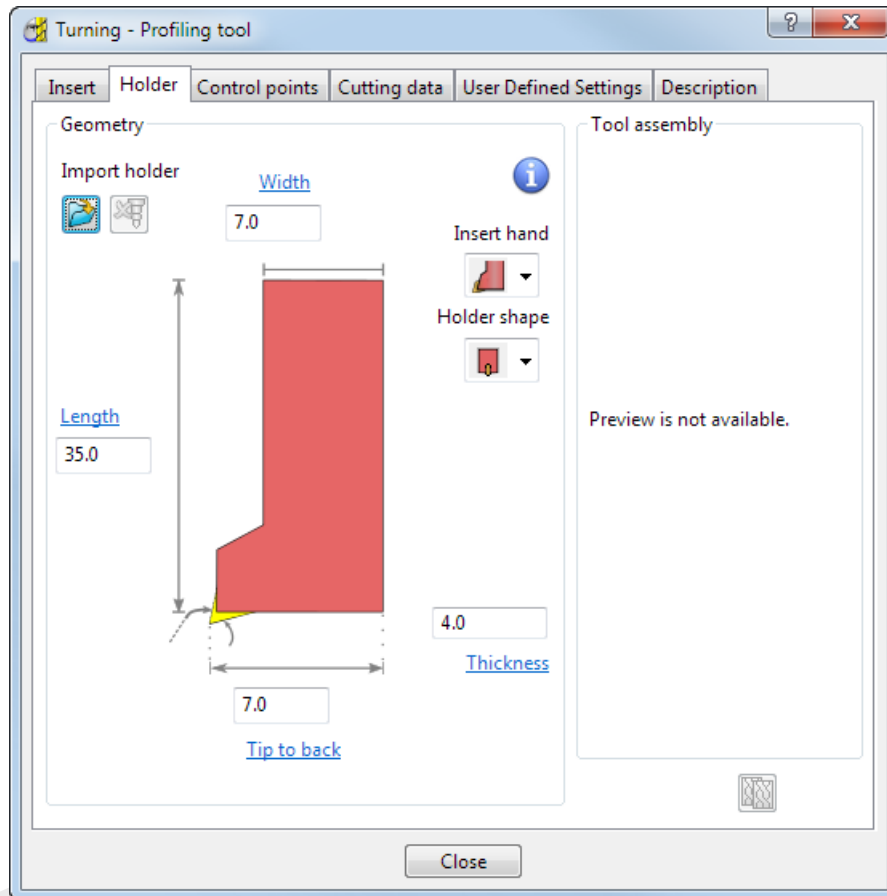 Turning - Profiling tool
Insert
Holder
Control points
Cutting data
User Defined Settings
Description
Geometry
Tool assembly
Import holder
Width
7.0
Insert hand
Holder shape
Length
35.0
Preview is not available.
4.0
Thickness
7.0
Tip to back
Close